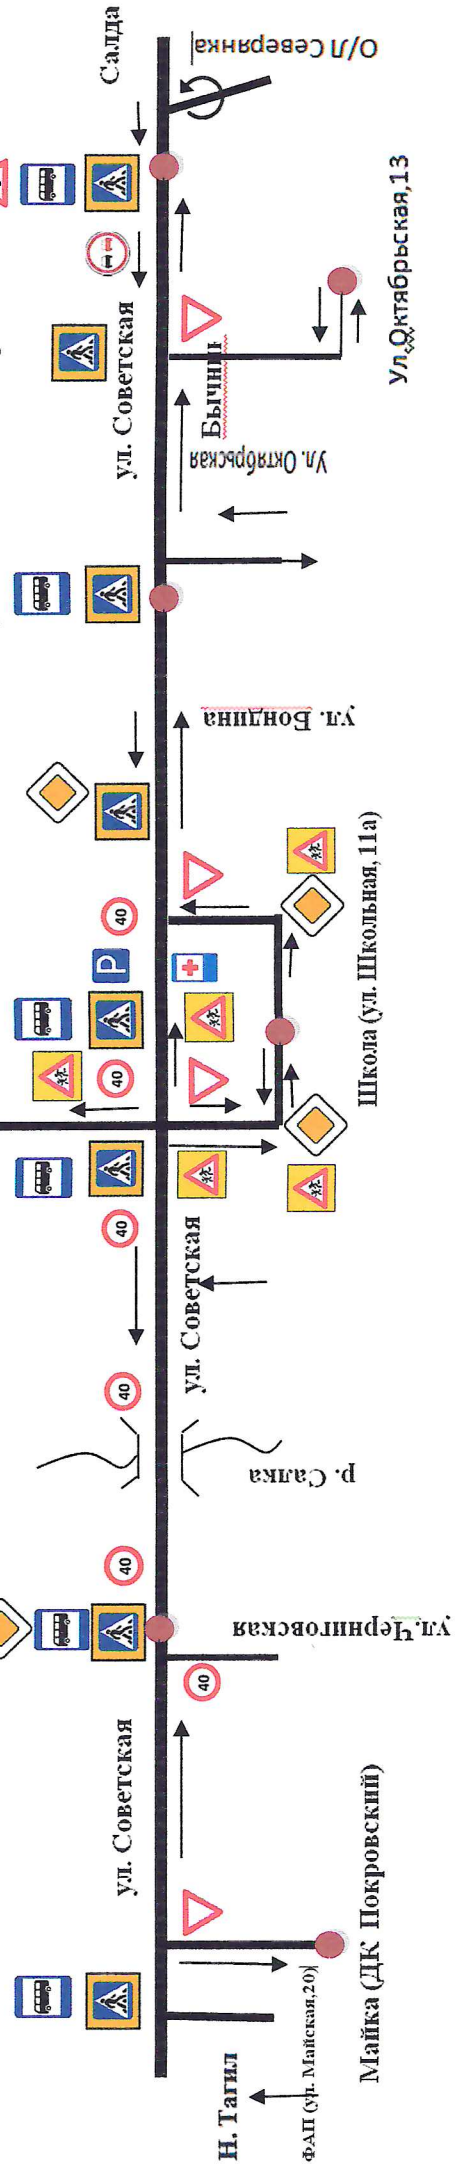 Н. Тагил
ФАП (ул. Майская,20)
Майка (ДК Покровский)
ул. Советская
40
ул.Черниговская
40
40
р. Салка
ул. Советская
40
40
Школа (ул. Школьная, 11а)
P
40
ул. Бондина
Ул. Октябрьская
Бычини
ул. Советская
Ул.Октябрьская,13
Салда
О/Л Северянка